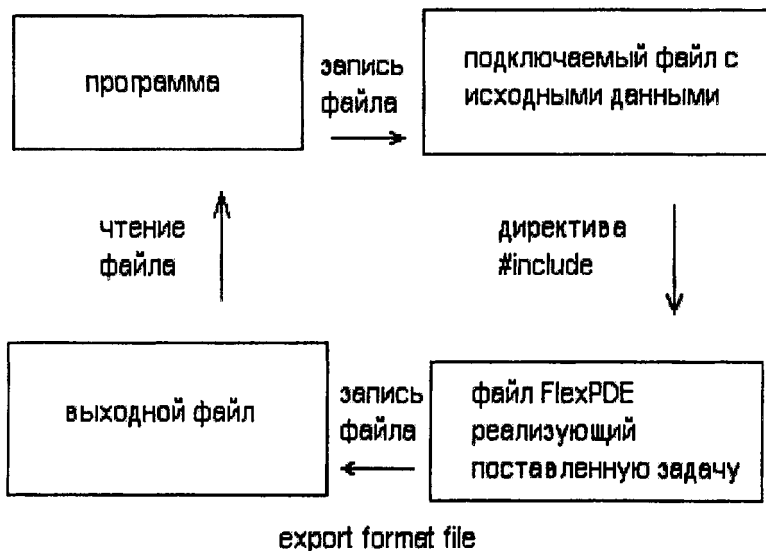 программа
запись
файла
подключаемый файл с
исходными данными
чтение
файла
директива
#include
выходной файл
запись
файла
файл FlexPDE
реализующий
поставленную задачу
export format file